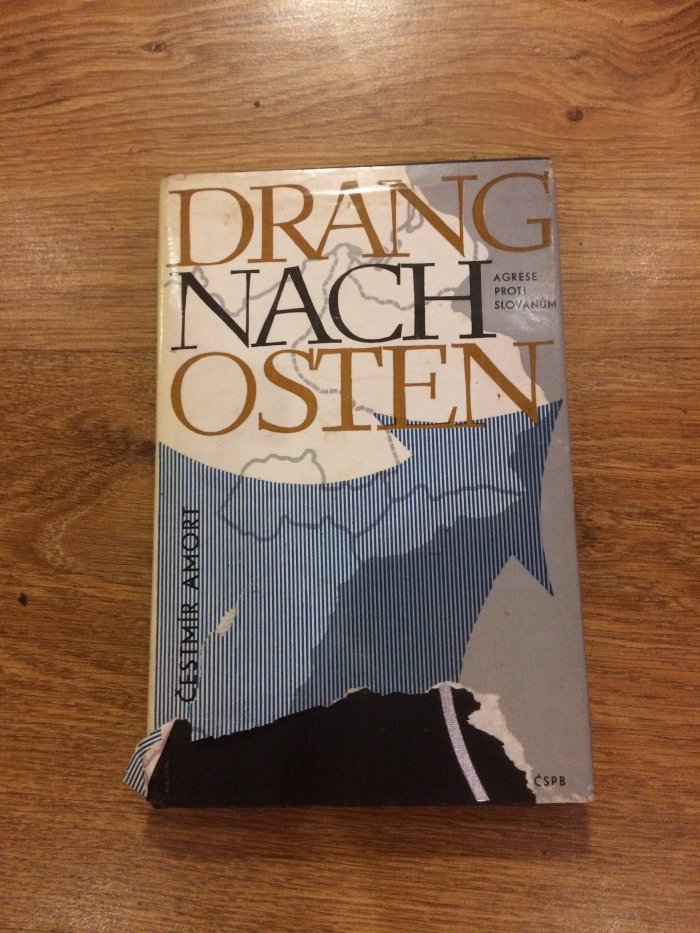 DRANG
NACH
OSTEN
AGRESE
PROTI
SLOVANŮM
ČESTMÍR AMORT
ČSPB